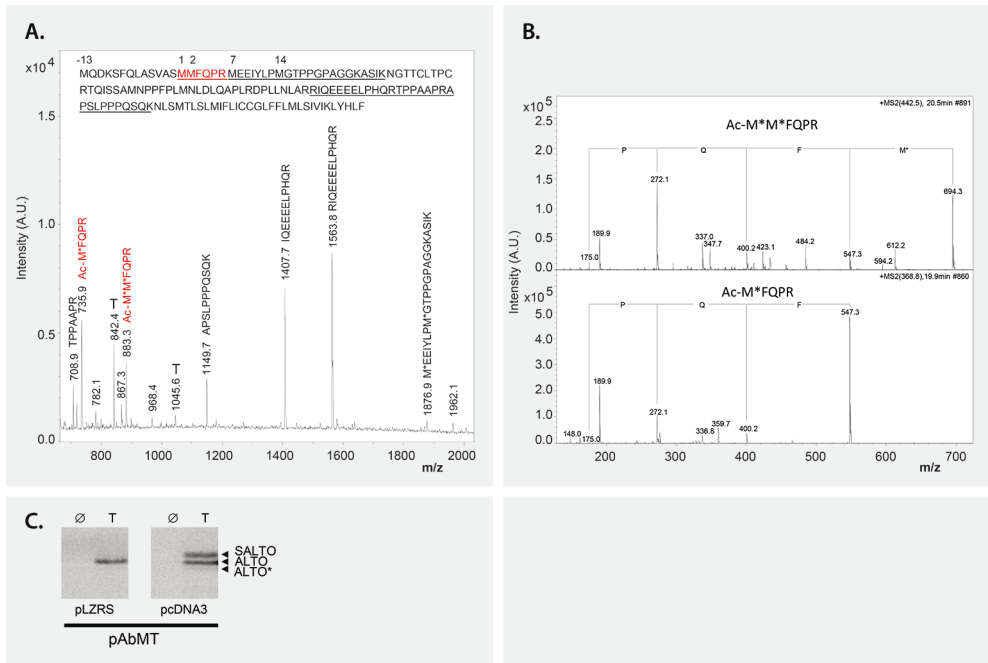 A.
-13 1 2 7 14
MQDKSFQLASVASMMFQPRMEEIYLPMGTPPGPAGGKASIKNGTTCLTPC
RTQISSAMNPPFPLMNLDLQAPLRDPLLNLARRIQEEEELPHQRTPPAAPRA
PSLPPPQSQKNLSMTLSLMIFLICCGLFFLMLSIVIKLYHLF
x10⁴
1.5
1.0
0.5
0.0
Intensity (A.U.)
708.9 TPPAAPR
735.9 Ac-M*FQPR
782.1
842.4 T
867.3
883.3 Ac-M*M*FQPR
968.4
1045.6 T
1149.7 APSLPPPQSQK
1407.7 IQEEEELPHQR
1563.8 RIQEEEELPHQR
1876.9 M*EEIYLPM*GTPPGPAGGKASIK
1962.1
800 1000 1200 1400 1600 1800 2000
m/z
B.
+MS2(442.5), 20.5min #891
x10⁵
2.5
2.0
1.5
1.0
0.5
0.0
Ac-M*M*FQPR
P Q F M*
175.0 189.9 272.1 337.0 347.7 400.2 423.1 484.2 547.3 594.2 612.2 694.3
+MS2(368.8),19.9min #860
x10⁵
5.0
4.0
3.0
2.0
1.0
0.0
Ac-M*FQPR
P Q F
148.0 175.0 189.9 272.1 336.8 359.7 400.2 547.3
Intensity (A.U.)
200 300 400 500 600 700
m/z
C.
Ø T Ø T
SALTO
ALTO
ALTO*
pLZRS pcDNA3
pAbMT